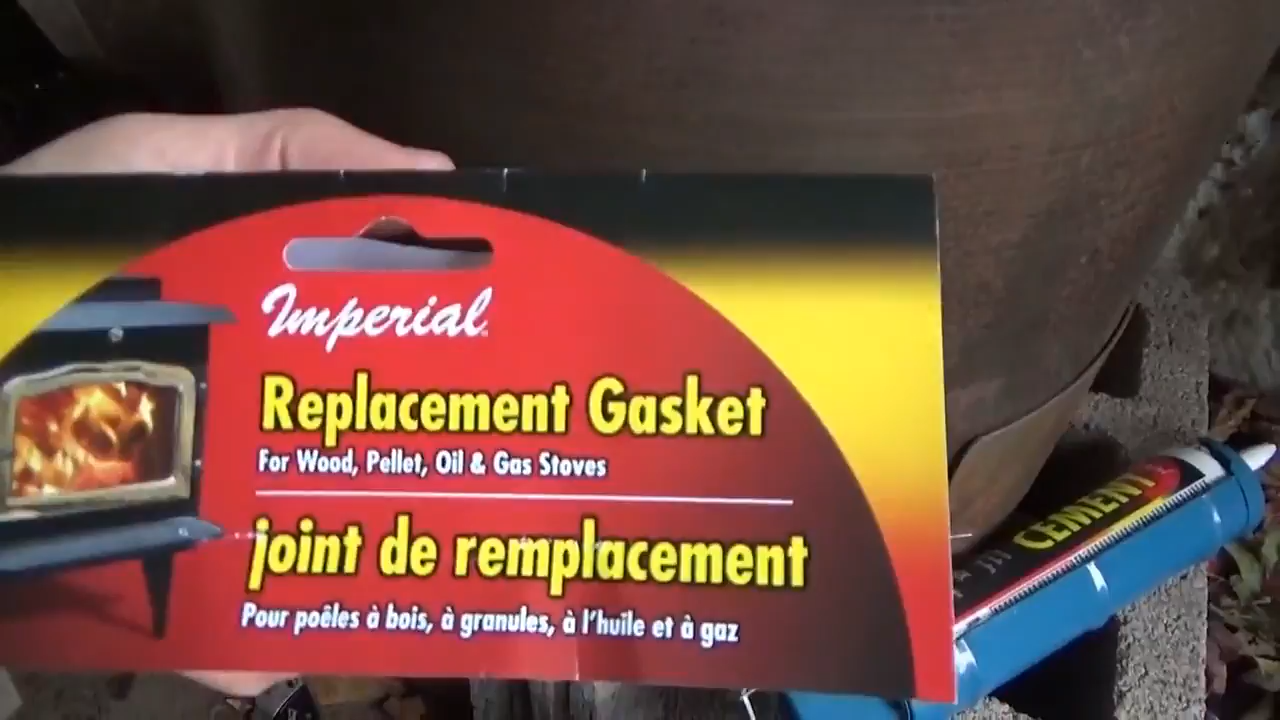 Imperial
Replacement Gasket
For Wood, Pellet, Oil & Gas Stoves
joint de remplacement
Pour poêles à bois, à granules, à l'huile et à gaz
CEMENT